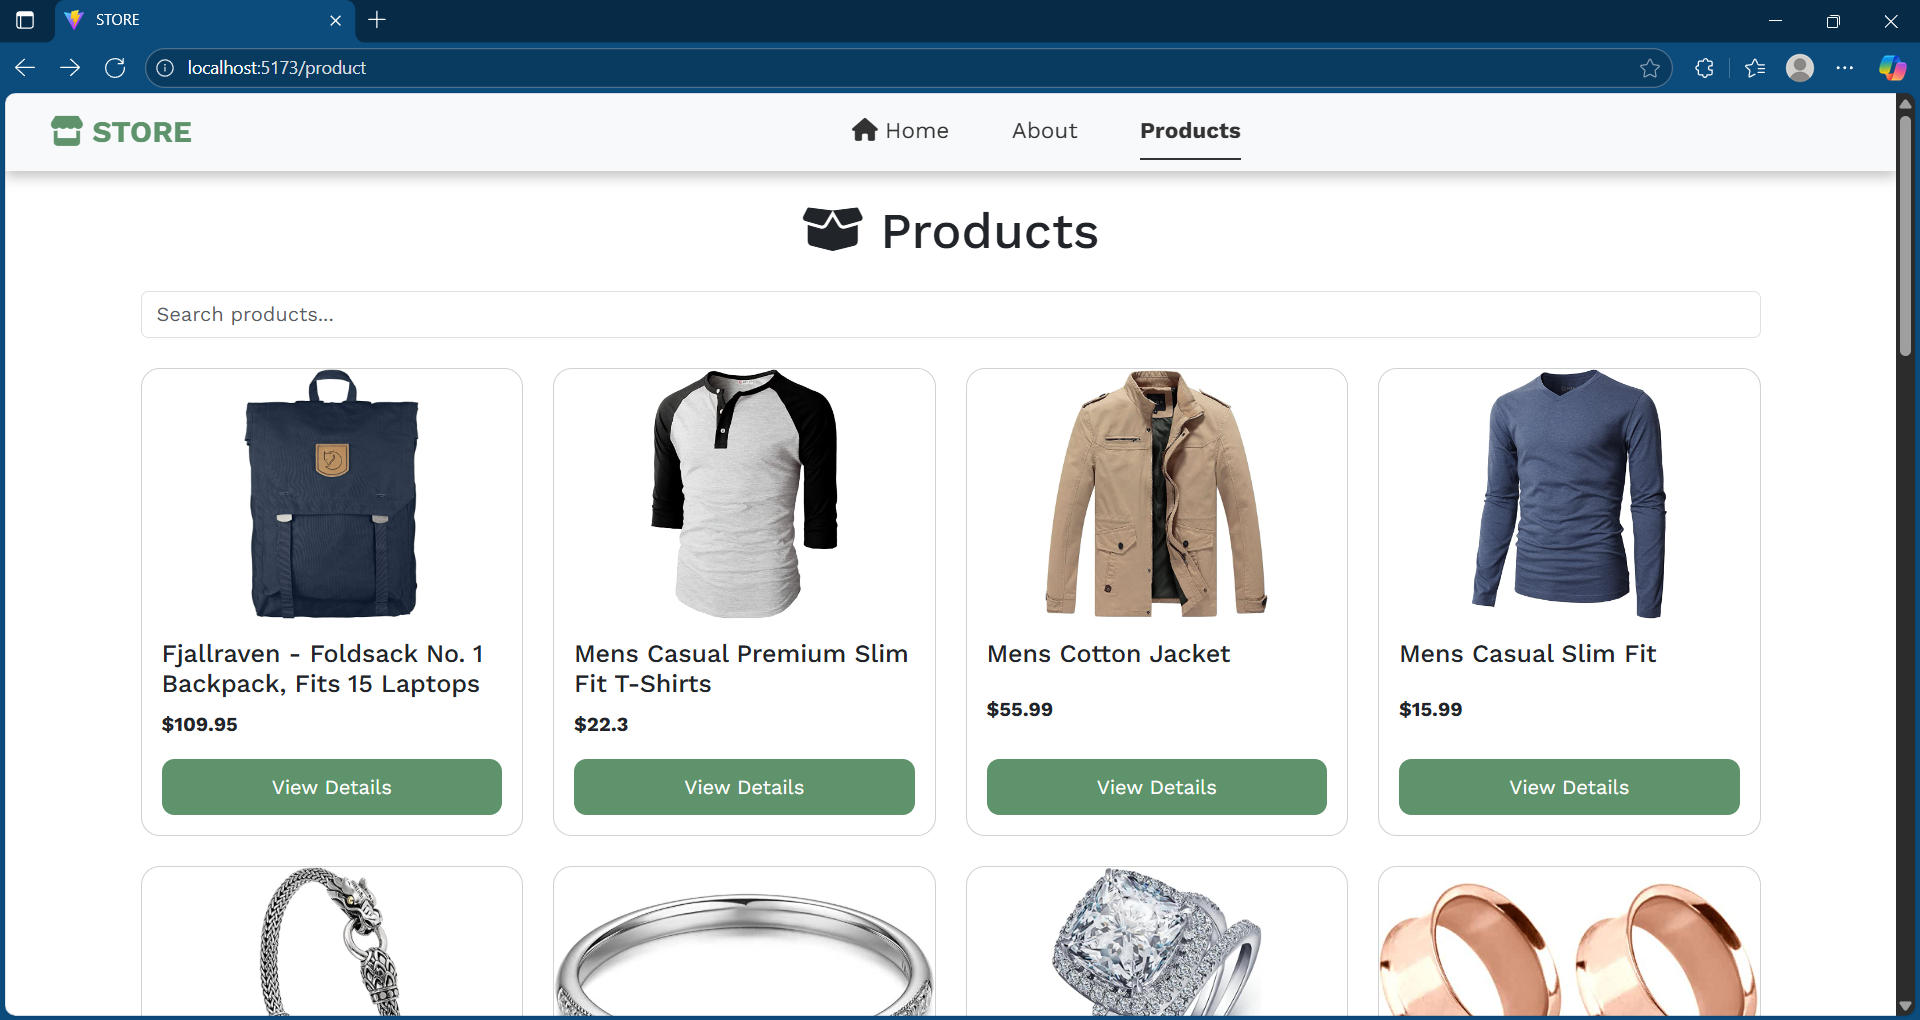 STORE
localhost:5173/product
STORE
Home
About
Products
Products
Search products...
Fjallraven - Foldsack No. 1
Backpack, Fits 15 Laptops
$109.95
View Details
Mens Casual Premium Slim
Fit T-Shirts
$22.3
View Details
Mens Cotton Jacket
$55.99
View Details
Mens Casual Slim Fit
$15.99
View Details